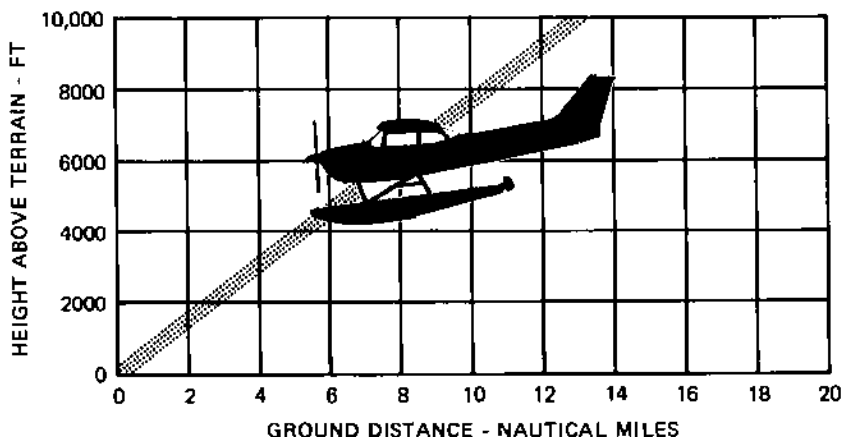 HEIGHT ABOVE TERRAIN - FT
10,000
8000
6000
4000
2000
0
0 2 4 6 8 10 12 14 16 18 20
GROUND DISTANCE - NAUTICAL MILES